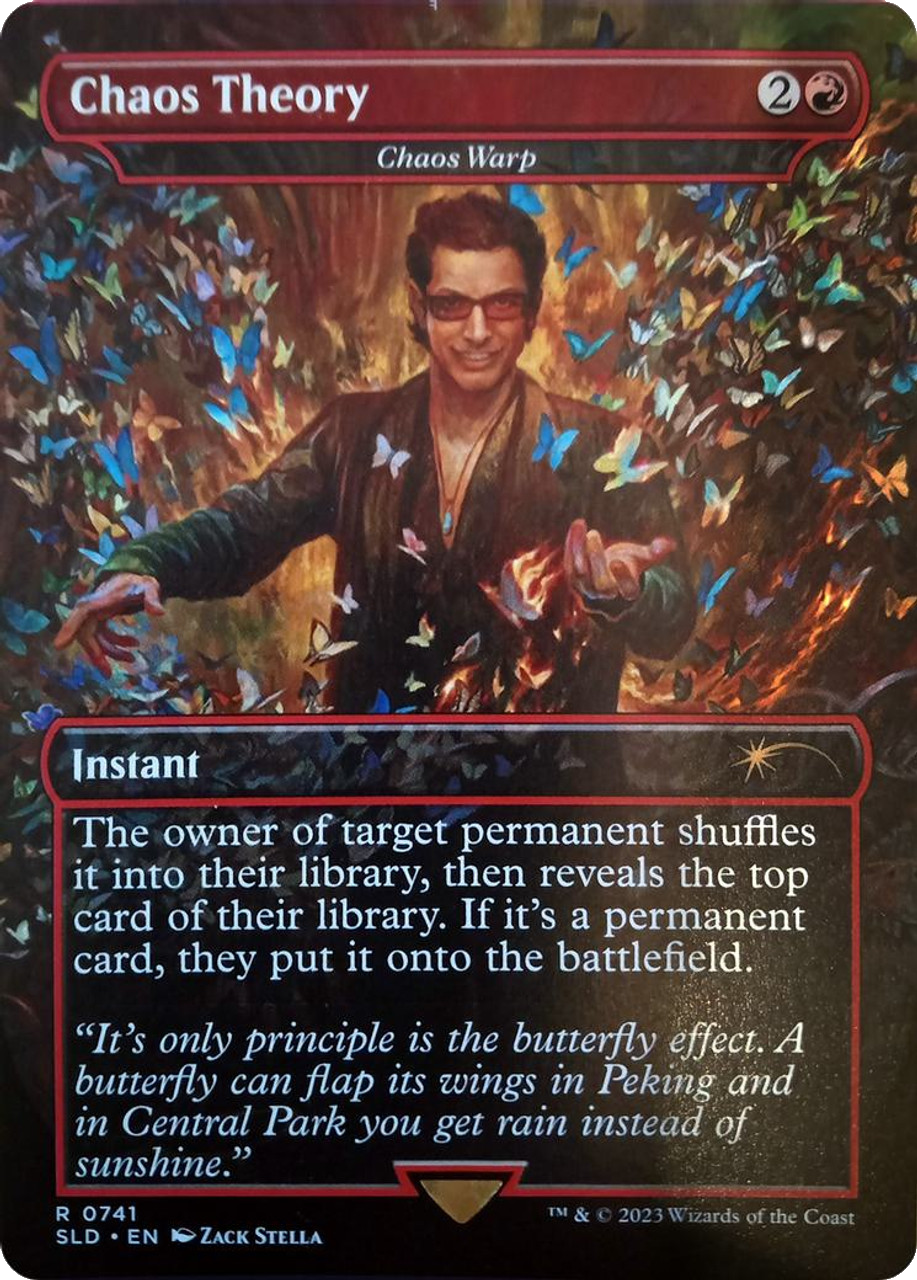 Chaos Theory 2
Chaos Warp
Instant
The owner of target permanent shuffles
it into their library, then reveals the top
card of their library. If it's a permanent
card, they put it onto the battlefield.
“It's only principle is the butterfly effect. A
butterfly can flap its wings in Peking and
in Central Park you get rain instead of
sunshine.”
R 0741
SLD • EN ZACK STELLA
™ & © 2023 Wizards of the Coast